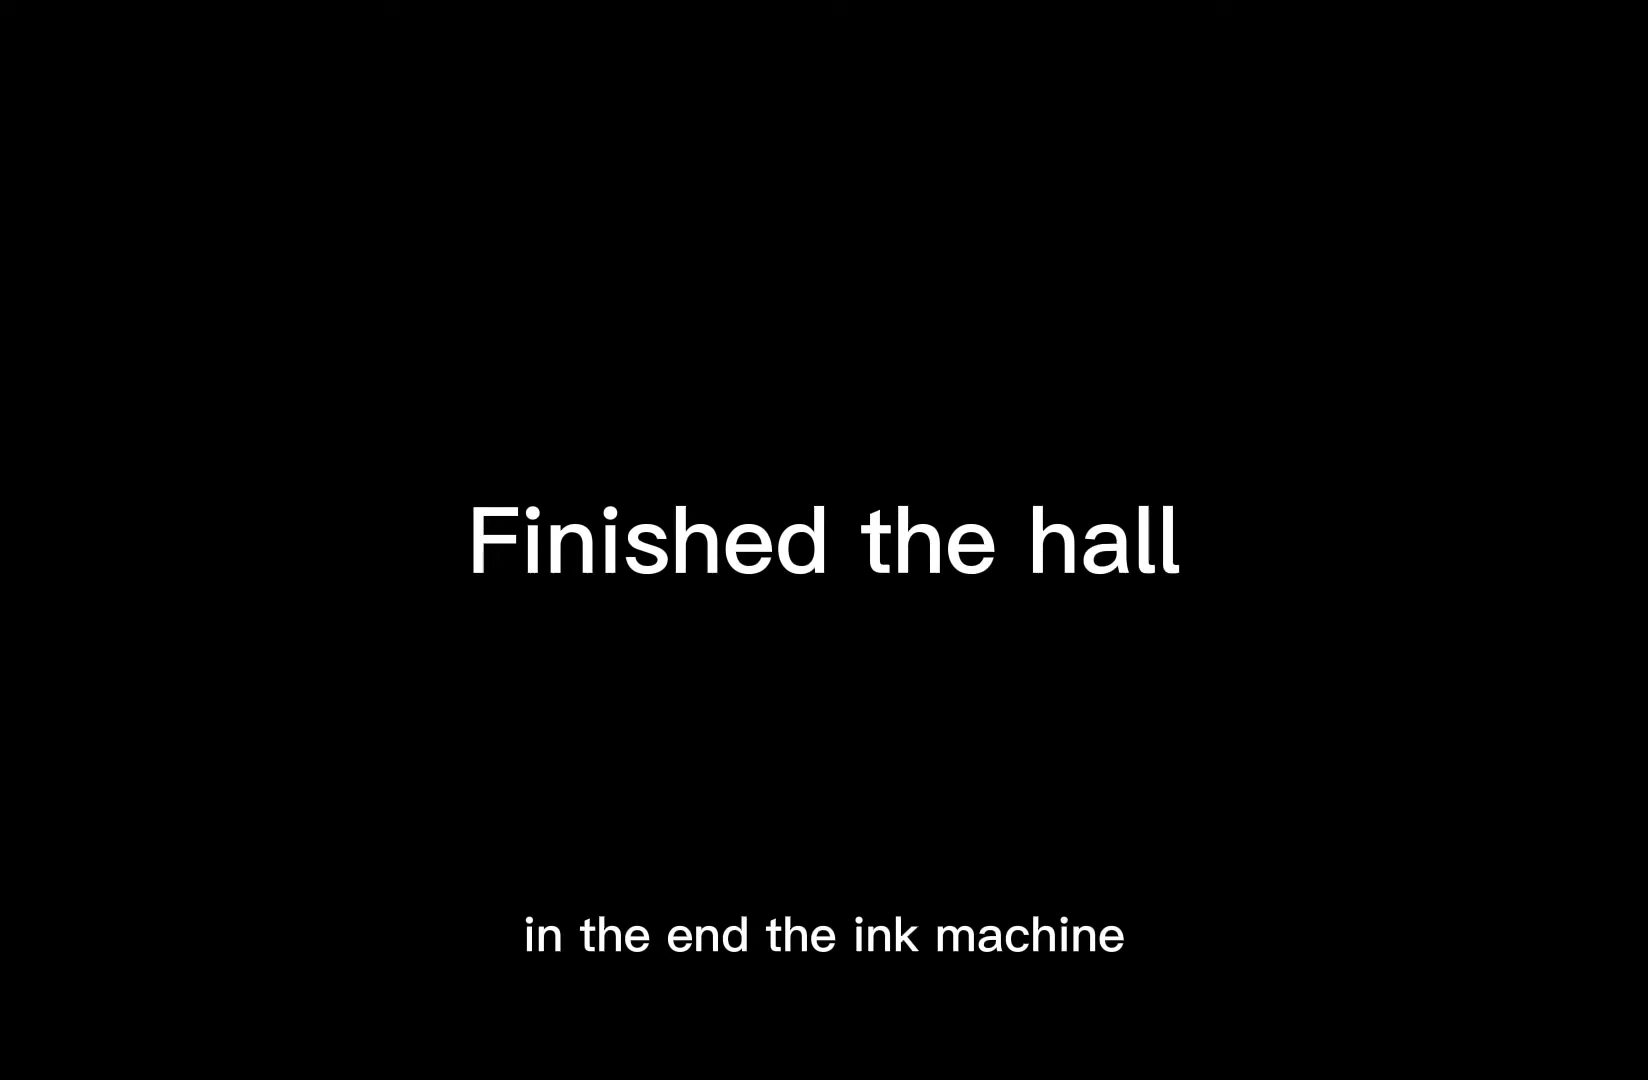 Finished the hall
in the end the ink machine